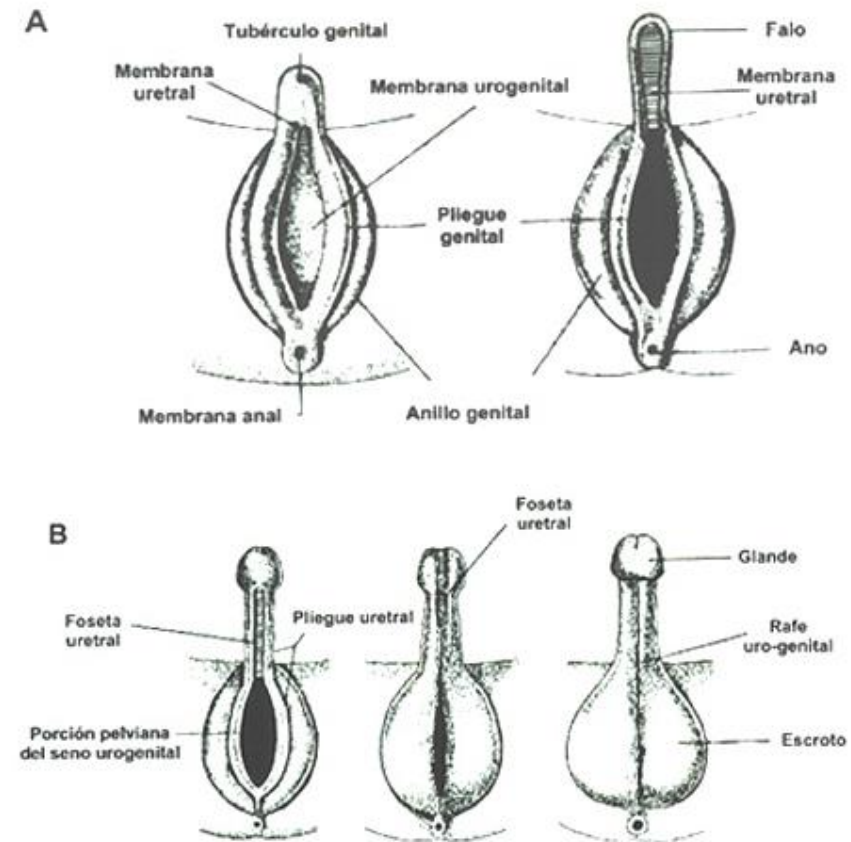 A
Tubérculo genital
Membrana
uretral
Membrana urogenital
Falo
Membrana
uretral
Pliegue
genital
Ano
Membrana anal
Anillo genital
B
Foseta
uretral
Glande
Foseta
uretral
Pliegue uretral
Rafe
uro-genital
Porción pelviana
del seno urogenital
Escroto